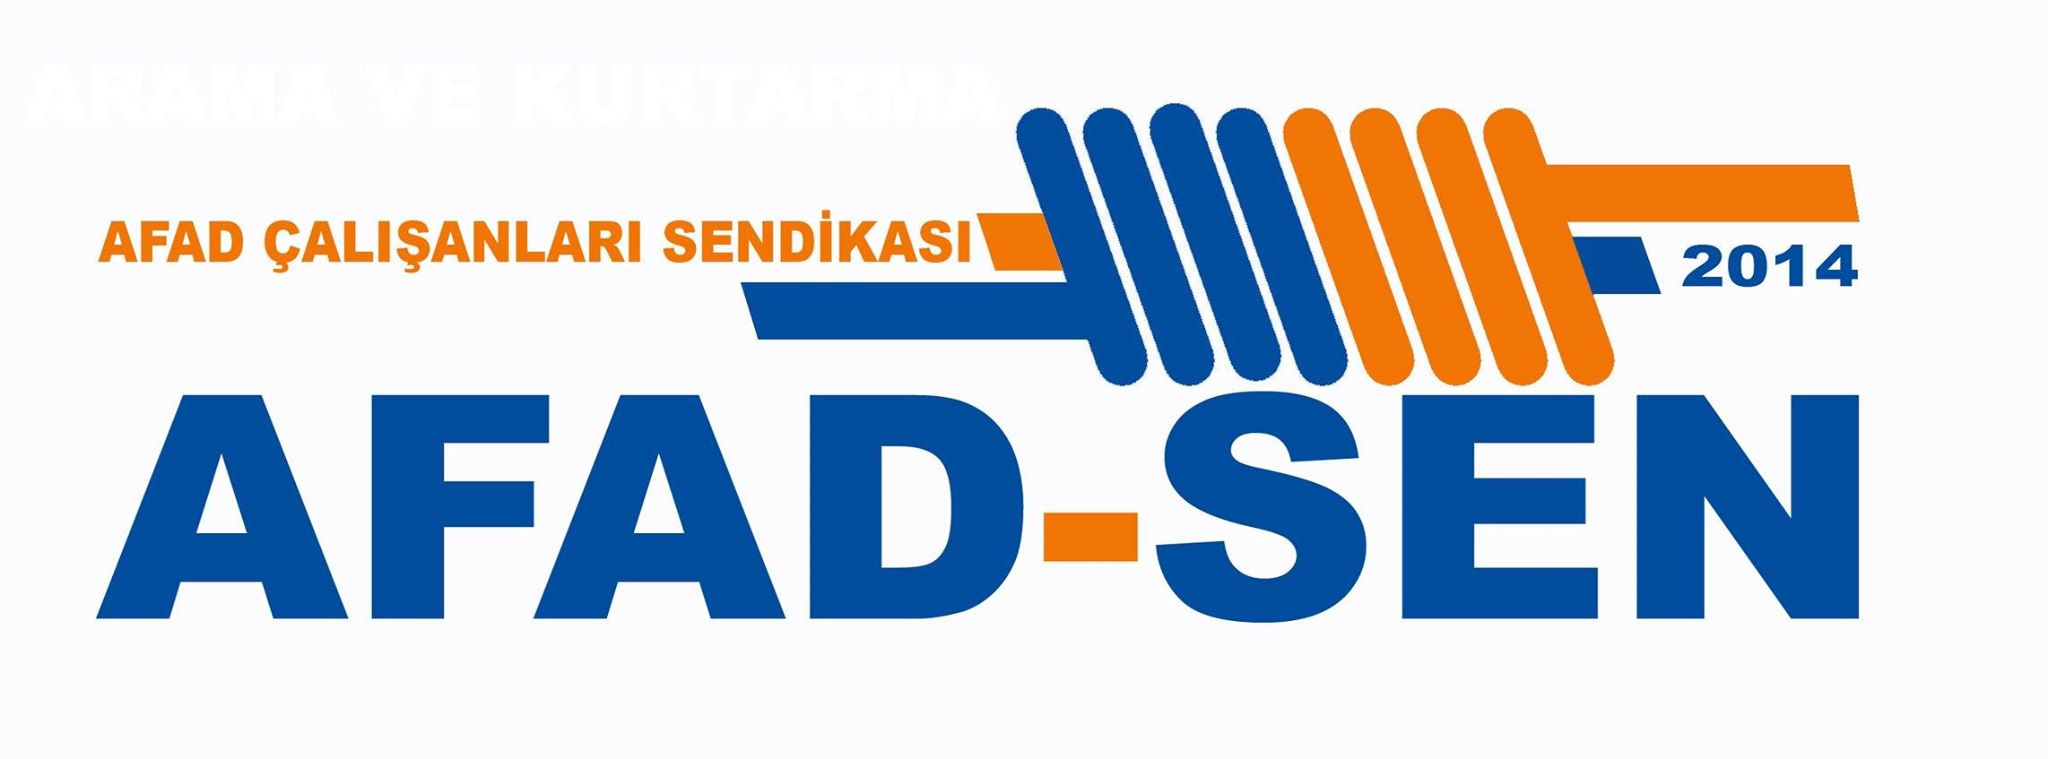 ARAMA VE KURTARMA
AFAD ÇALIŞANLARI SENDİKASI
2014
AFAD-SEN